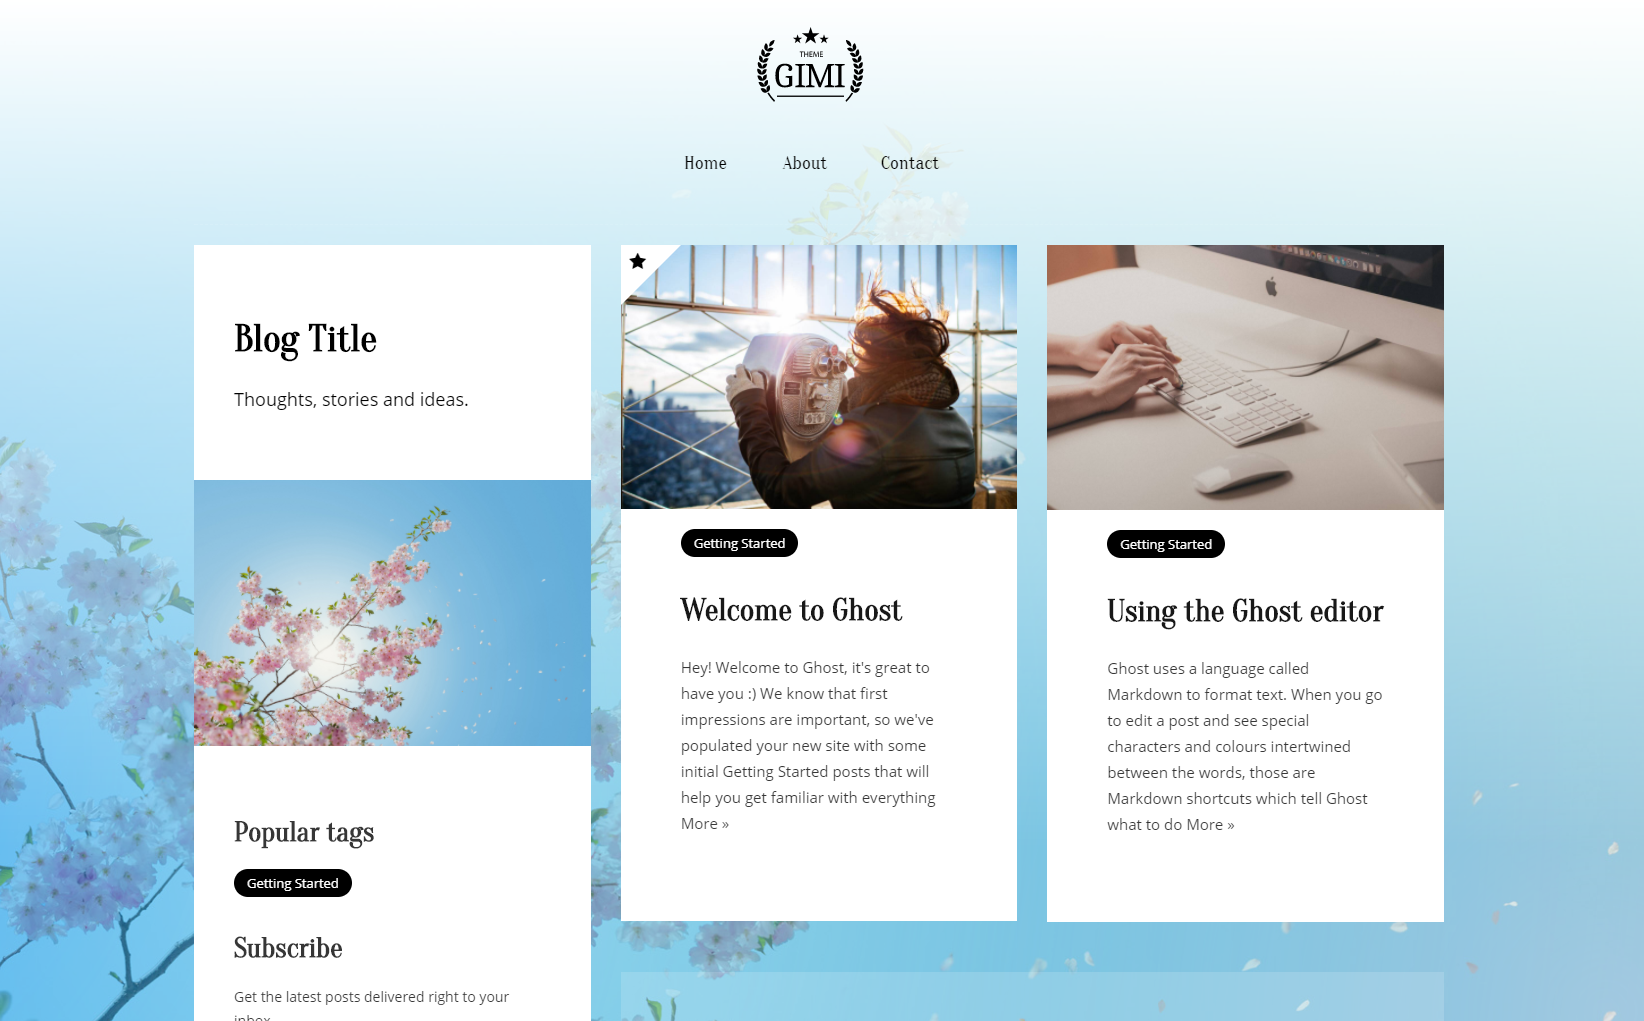 THEME
GIMI
Home About Contact
Blog Title
Thoughts, stories and ideas.
Popular tags
Getting Started
Subscribe
Get the latest posts delivered right to your
inbox
Getting Started
Welcome to Ghost
Hey! Welcome to Ghost, it's great to
have you :) We know that first
impressions are important, so we've
populated your new site with some
initial Getting Started posts that will
help you get familiar with everything
More »
Getting Started
Using the Ghost editor
Ghost uses a language called
Markdown to format text. When you go
to edit a post and see special
characters and colours intertwined
between the words, those are
Markdown shortcuts which tell Ghost
what to do More »